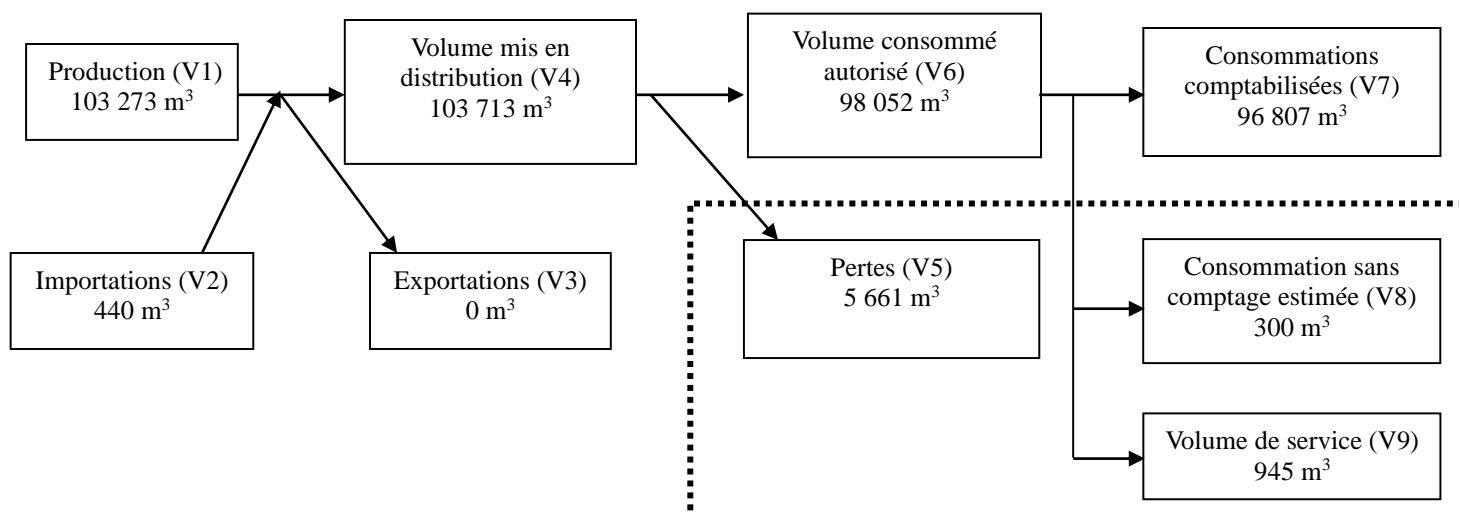 Production (V1)
103 273 m³
Volume mis en
distribution (V4)
103 713 m³
Volume consommé
autorisé (V6)
98 052 m³
Consommations
comptabilisées (V7)
96 807 m³
Importations (V2)
440 m³
Exportations (V3)
0 m³
Pertes (V5)
5 661 m³
Consommation sans
comptage estimée (V8)
300 m³
Volume de service (V9)
945 m³